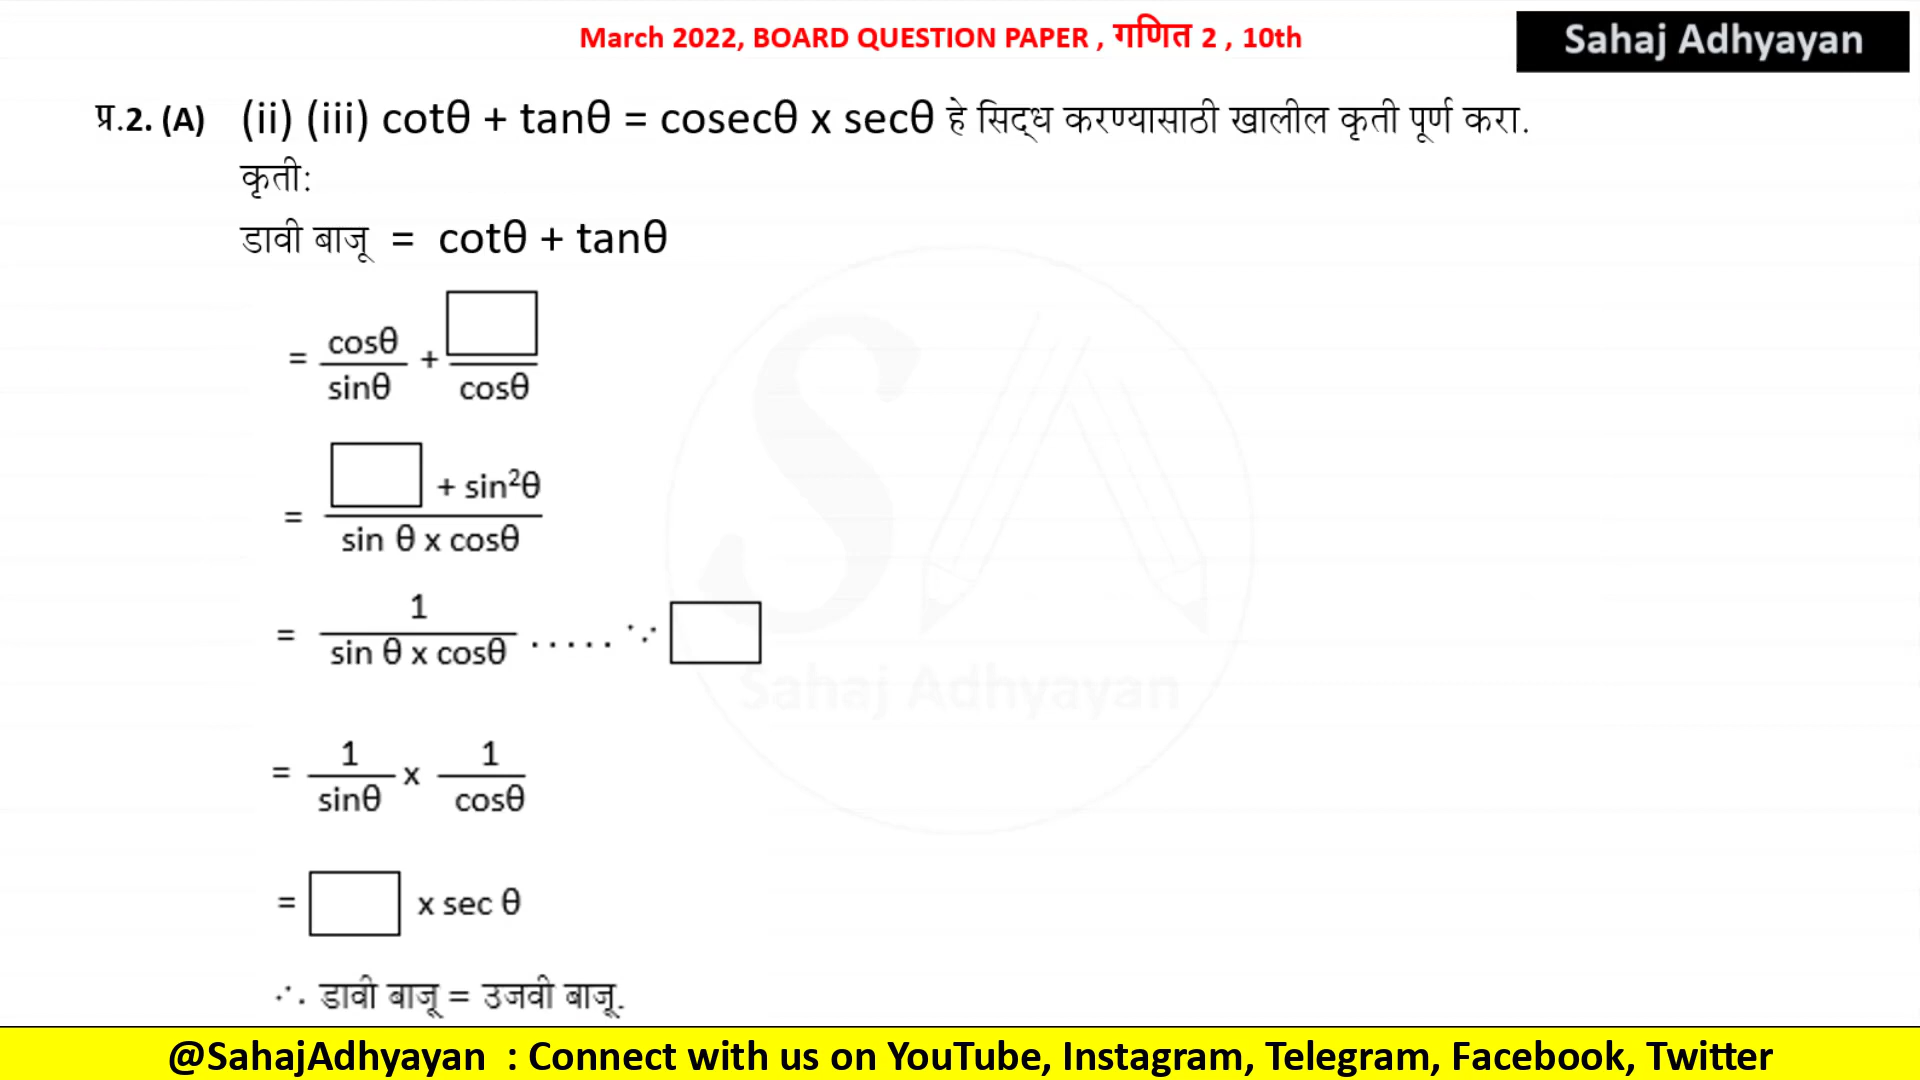 March 2022, BOARD QUESTION PAPER , गणित 2 , 10th
Sahaj Adhyayan
प्र.2. (A) (ii) (iii) cotθ + tanθ = cosecθ x secθ हे सिद्ध करण्यासाठी खालील कृती पूर्ण करा.
कृती:
डावी बाजू = cotθ + tanθ
= cosθ/sinθ + □/cosθ
= (□ + sin²θ)/(sin θ x cosθ)
= 1/(sin θ x cosθ) ..... ∵ □
= 1/sinθ x 1/cosθ
= □ x sec θ
∴ डावी बाजू = उजवी बाजू.
Sahaj Adhyayan
@SahajAdhyayan : Connect with us on YouTube, Instagram, Telegram, Facebook, Twitter